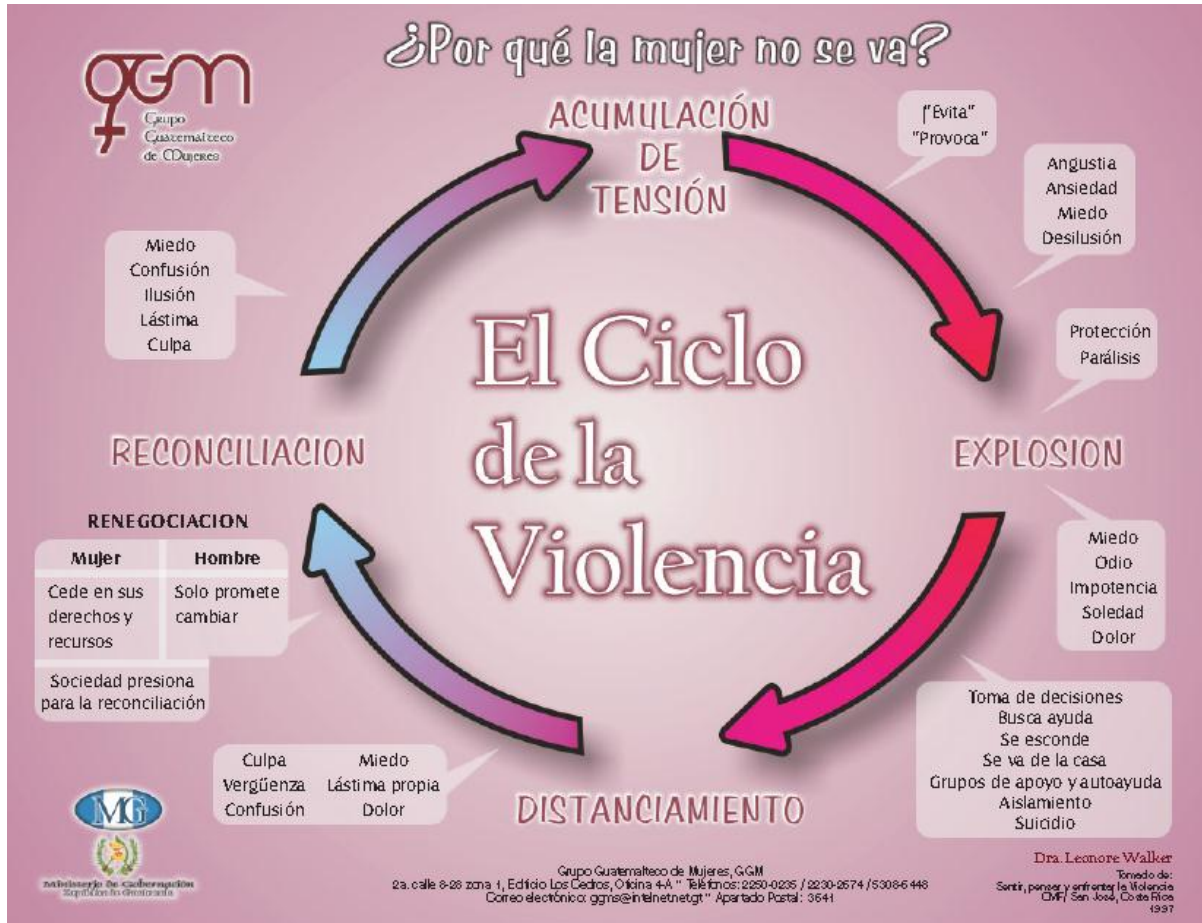 ¿Por qué la mujer no se va?
GGM
Grupo
Guatemalteco
de Mujeres
ACUMULACIÓN
DE
TENSIÓN
["Evita"
"Provoca"
Angustia
Ansiedad
Miedo
Desilusión
Protección
Parálisis
EXPLOSION
Miedo
Odio
Impotencia
Soledad
Dolor
Toma de decisiones
Busca ayuda
Se esconde
Se va de la casa
Grupos de apoyo y autoayuda
Aislamiento
Suicidio
DISTANCIAMIENTO
Culpa Miedo
Vergüenza Lástima propia
Confusión Dolor
RECONCILIACION
RENEGOCIACION
Mujer Hombre
Cede en sus Solo promete
derechos y cambiar
recursos
Sociedad presiona
para la reconciliación
Miedo
Confusión
Ilusión
Lástima
Culpa
El Ciclo
de la
Violencia
MG
Ministerio de Gobernación
República de Guatemala
Grupo Guatemalteco de Mujeres, GGM
2a. calle 8-28 zona 1, Edificio Los Cedros, Oficina 4-A " Teléfonos: 2250-0235 / 2230-2674 / 5308-6448
Correo electrónico: ggms@intelnet.net.gt " Apartado Postal: 3641
Dra. Leonore Walker
Tomado de:
Sentir, pensar y enfrentar la Violencia
CMF/ San José, Costa Rica
1997